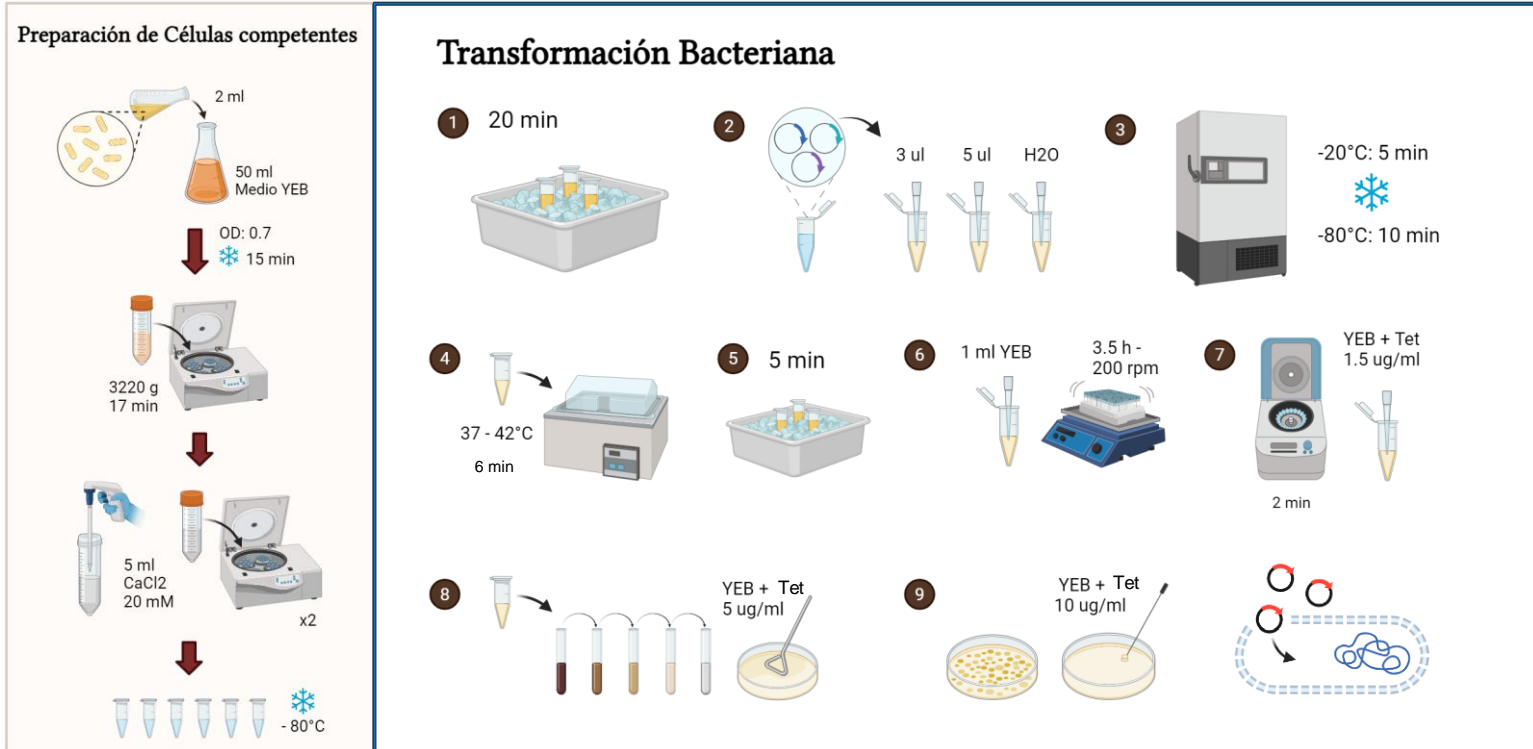 Preparación de Células competentes
2 ml
50 ml
Medio YEB
OD: 0.7
15 min
3220 g
17 min
5 ml
CaCl2
20 mM
x2
- 80°C
Transformación Bacteriana
1
20 min
2
3 ul
5 ul
H2O
3
-20°C: 5 min
-80°C: 10 min
4
37 - 42°C
6 min
5
5 min
6
1 ml YEB
3.5 h -
200 rpm
7
YEB + Tet
1.5 ug/ml
2 min
8
YEB + Tet
5 ug/ml
9
YEB + Tet
10 ug/ml